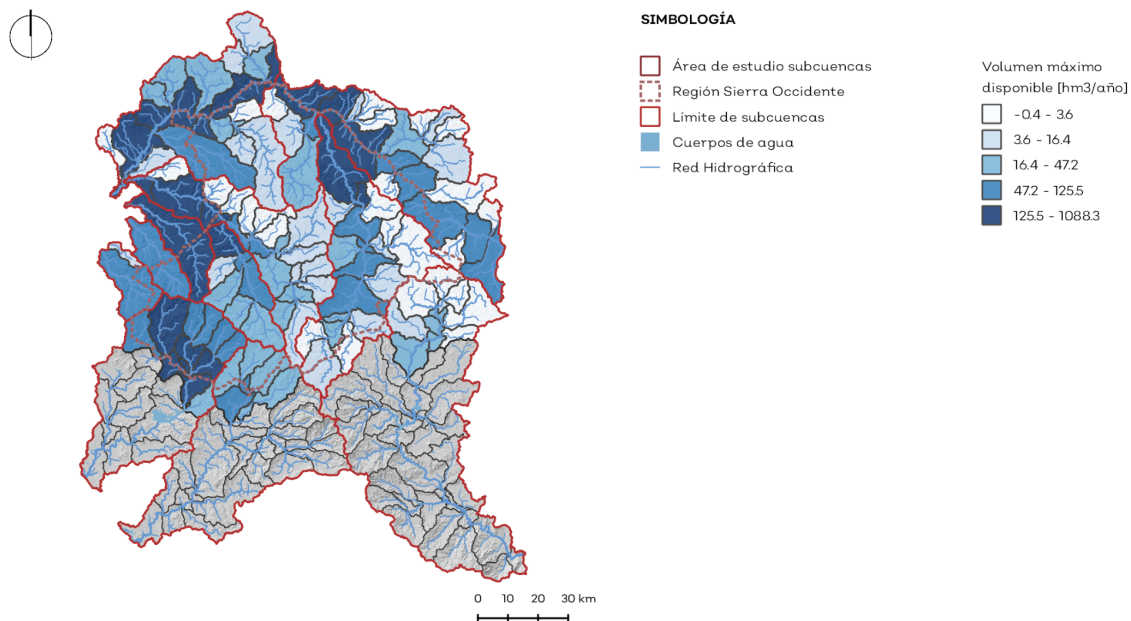 SIMBOLOGÍA
Área de estudio subcuencas
Región Sierra Occidente
Límite de subcuencas
Cuerpos de agua
Red Hidrográfica
Volumen máximo
disponible [hm3/año]
-0.4 - 3.6
3.6 - 16.4
16.4 - 47.2
47.2 - 125.5
125.5 - 1088.3
0 10 20 30 km